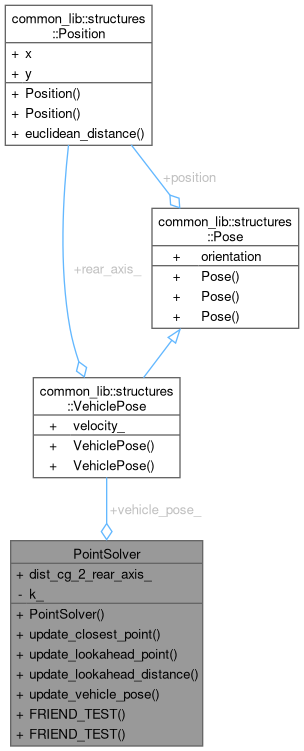 common_lib::structures
::Position
+ x
+ y
+ Position()
+ Position()
+ euclidean_distance()
+position
common_lib::structures
::Pose
+ orientation
+ Pose()
+ Pose()
+ Pose()
+rear_axis_
common_lib::structures
::VehiclePose
+ velocity_
+ VehiclePose()
+ VehiclePose()
+vehicle_pose_
PointSolver
+ dist_cg_2_rear_axis_
- k_
+ PointSolver()
+ update_closest_point()
+ update_lookahead_point()
+ update_lookahead_distance()
+ update_vehicle_pose()
+ FRIEND_TEST()
+ FRIEND_TEST()